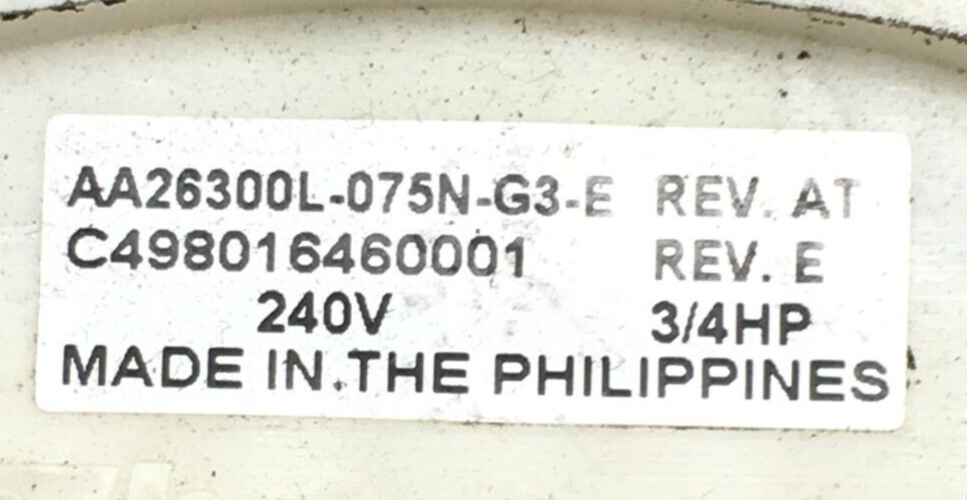 AA26300L-075N-G3-E REV. AT
C498016460001 REV. E
240V 3/4HP
MADE IN.THE PHILIPPINES